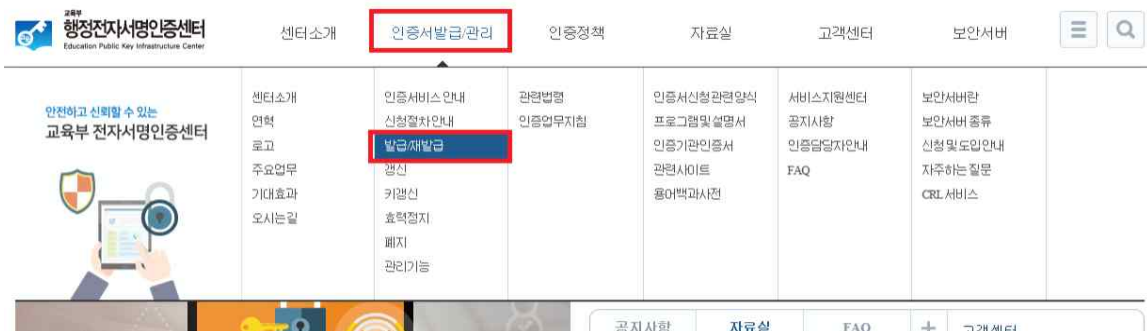 교육부
행정전자서명인증센터
Education Public Key Infrastructure Center
센터소개
인증서발급/관리
인증정책
자료실
고객센터
보안서버
안전하고 신뢰할 수 있는
교육부 전자서명인증센터
센터소개
연혁
로고
주요업무
기대효과
오시는길
인증서비스 안내
신청절차안내
발급/재발급
갱신
키갱신
효력정지
폐지
관리기능
관련법령
인증업무지침
인증서신청관련양식
프로그램및설명서
인증기관인증서
관련사이트
용어백과사전
서비스지원센터
공지사항
인증담당자안내
FAQ
보안서버란
보안서버 종류
신청 및 도입 안내
자주하는 질문
CRL 서비스
공지사항
자료실
FAQ
고객센터